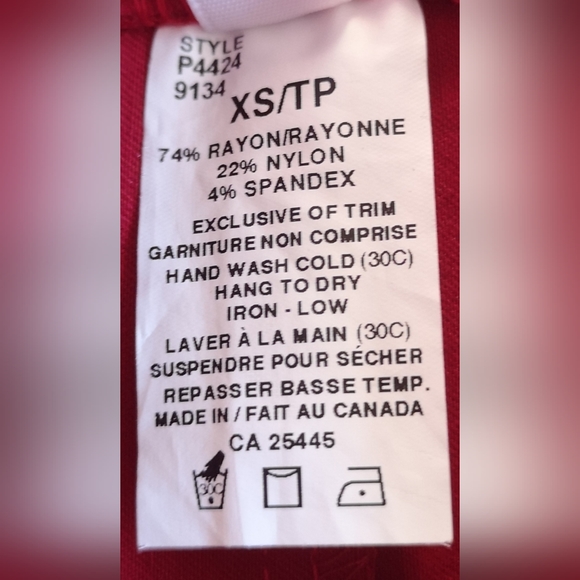 STYLE
P4424
9134
XS/TP
74% RAYON/RAYONNE
22% NYLON
4% SPANDEX
EXCLUSIVE OF TRIM
GARNITURE NON COMPRISE
HAND WASH COLD (30C)
HANG TO DRY
IRON - LOW
LAVER À LA MAIN (30C)
SUSPENDRE POUR SÉCHER
REPASSER BASSE TEMP.
MADE IN / FAIT AU CANADA
CA 25445
30C